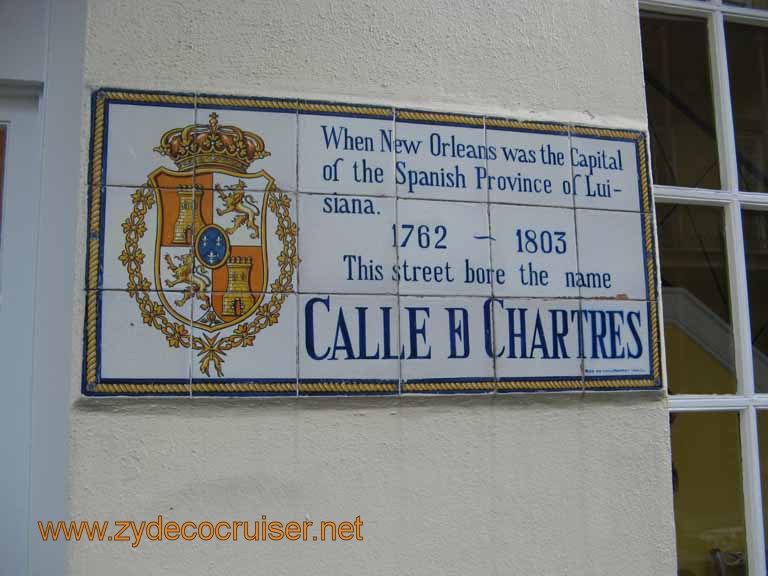 When New Orleans was the Capital
of the Spanish Province of Lui-
siana.
1762 - 1803
This street bore the name
CALLE D CHARTRES
www.zydecocruiser.net